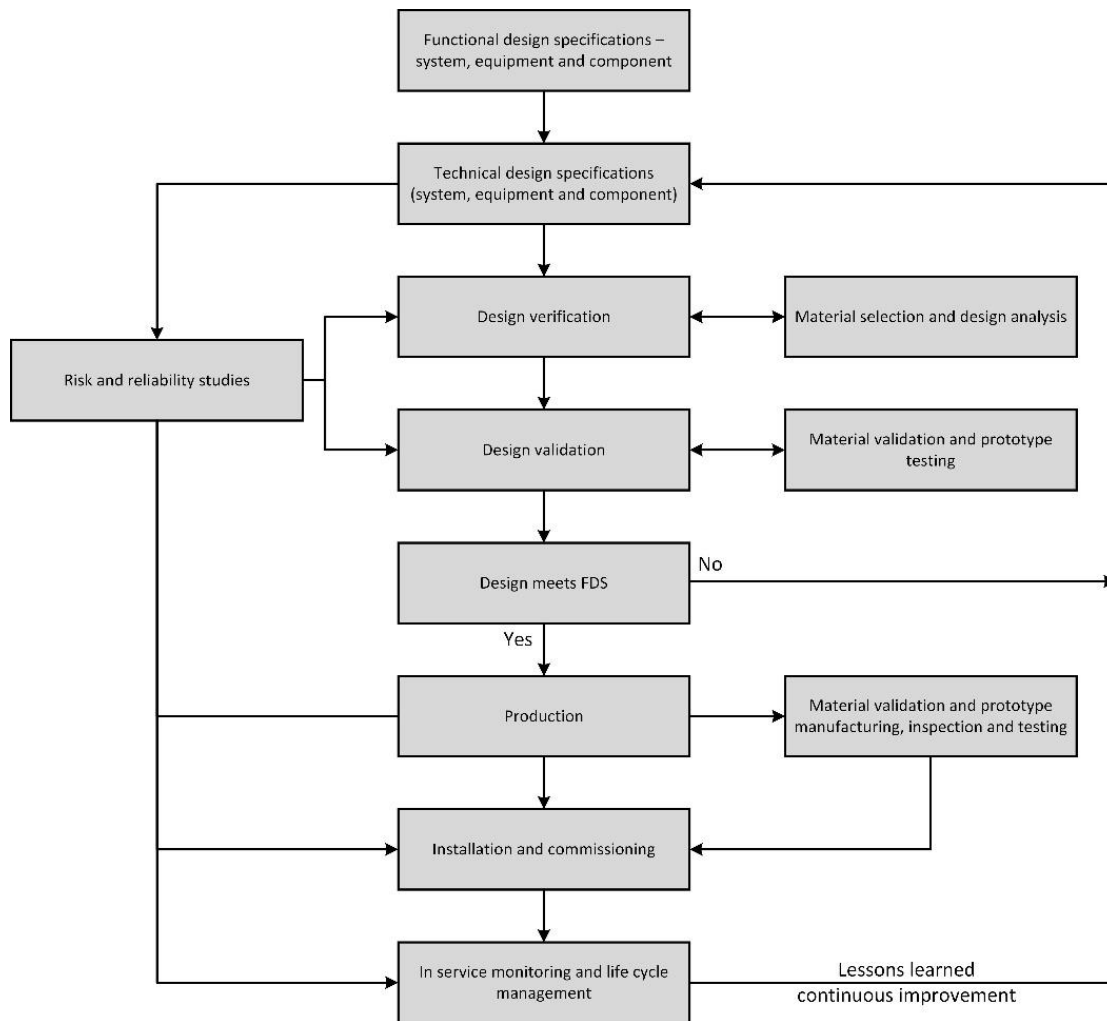 Functional design specifications –
system, equipment and component
Technical design specifications
(system, equipment and component)
Design verification
Material selection and design analysis
Risk and reliability studies
Design validation
Material validation and prototype
testing
Design meets FDS
No
Yes
Production
Material validation and prototype
manufacturing, inspection and testing
Installation and commissioning
In service monitoring and life cycle
management
Lessons learned
continuous improvement